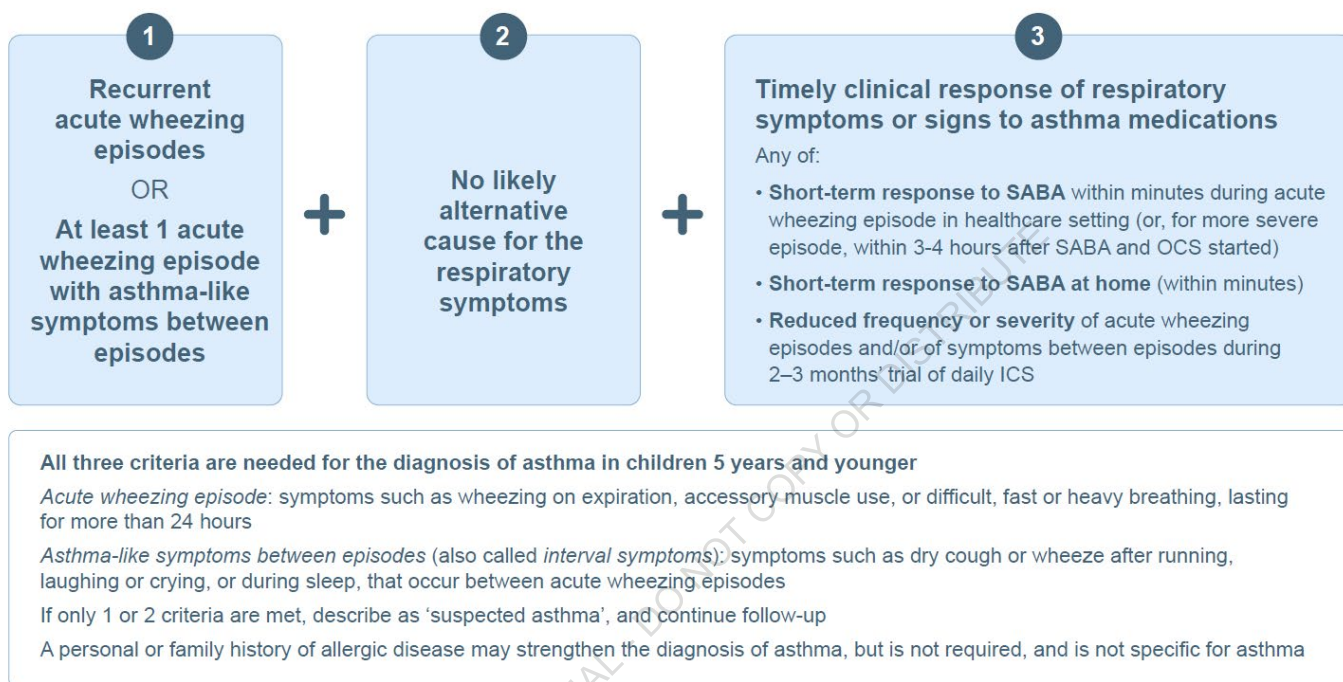 1
Recurrent
acute wheezing
episodes
OR
At least 1 acute
wheezing episode
with asthma-like
symptoms between
episodes
2
No likely
alternative
cause for the
respiratory
symptoms
3
Timely clinical response of respiratory
symptoms or signs to asthma medications
Any of:
• Short-term response to SABA within minutes during acute
wheezing episode in healthcare setting (or, for more severe
episode, within 3-4 hours after SABA and OCS started)
• Short-term response to SABA at home (within minutes)
• Reduced frequency or severity of acute wheezing
episodes and/or of symptoms between episodes during
2–3 months’ trial of daily ICS
+
+
All three criteria are needed for the diagnosis of asthma in children 5 years and younger
Acute wheezing episode: symptoms such as wheezing on expiration, accessory muscle use, or difficult, fast or heavy breathing, lasting
for more than 24 hours
Asthma-like symptoms between episodes (also called interval symptoms): symptoms such as dry cough or wheeze after running,
laughing or crying, or during sleep, that occur between acute wheezing episodes
If only 1 or 2 criteria are met, describe as ‘suspected asthma’, and continue follow-up
A personal or family history of allergic disease may strengthen the diagnosis of asthma, but is not required, and is not specific for asthma
DO NOT COPY OR DISTRIBUTE